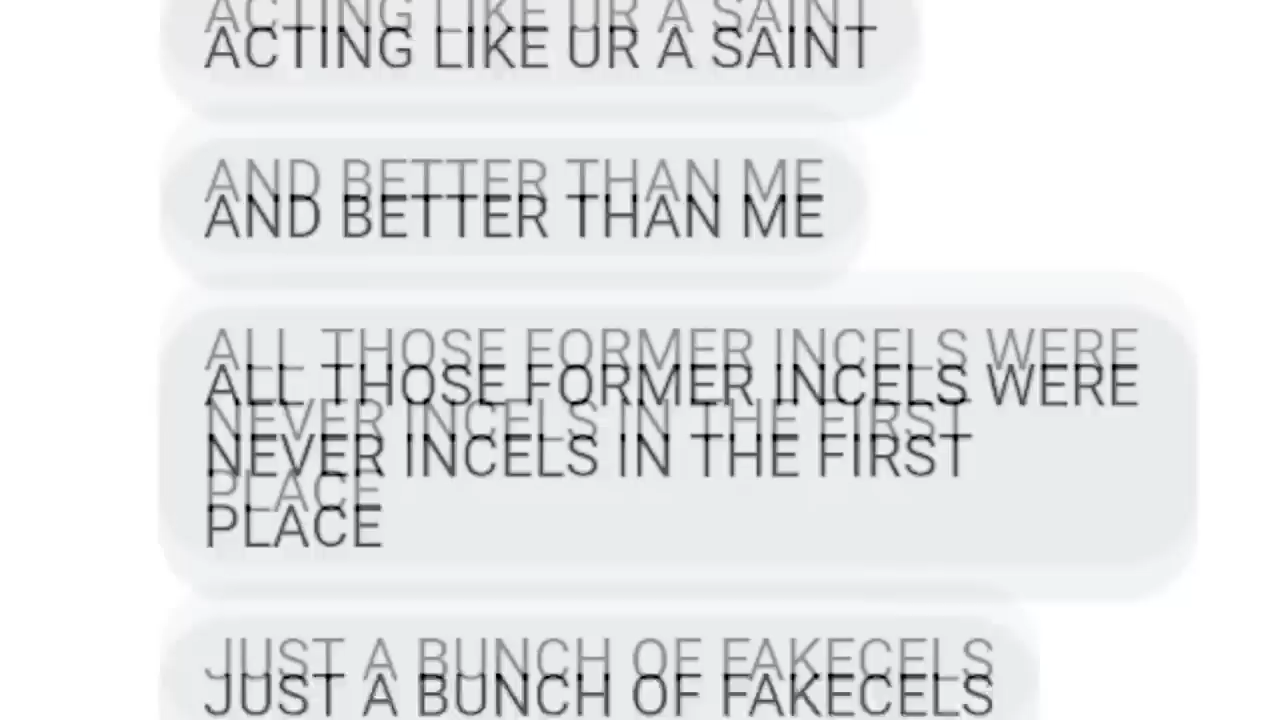 ACTING LIKE UR A SAINT
AND BETTER THAN ME
ALL THOSE FORMER INCELS WERE
NEVER INCELS IN THE FIRST
PLACE
JUST A BUNCH OF FAKECELS